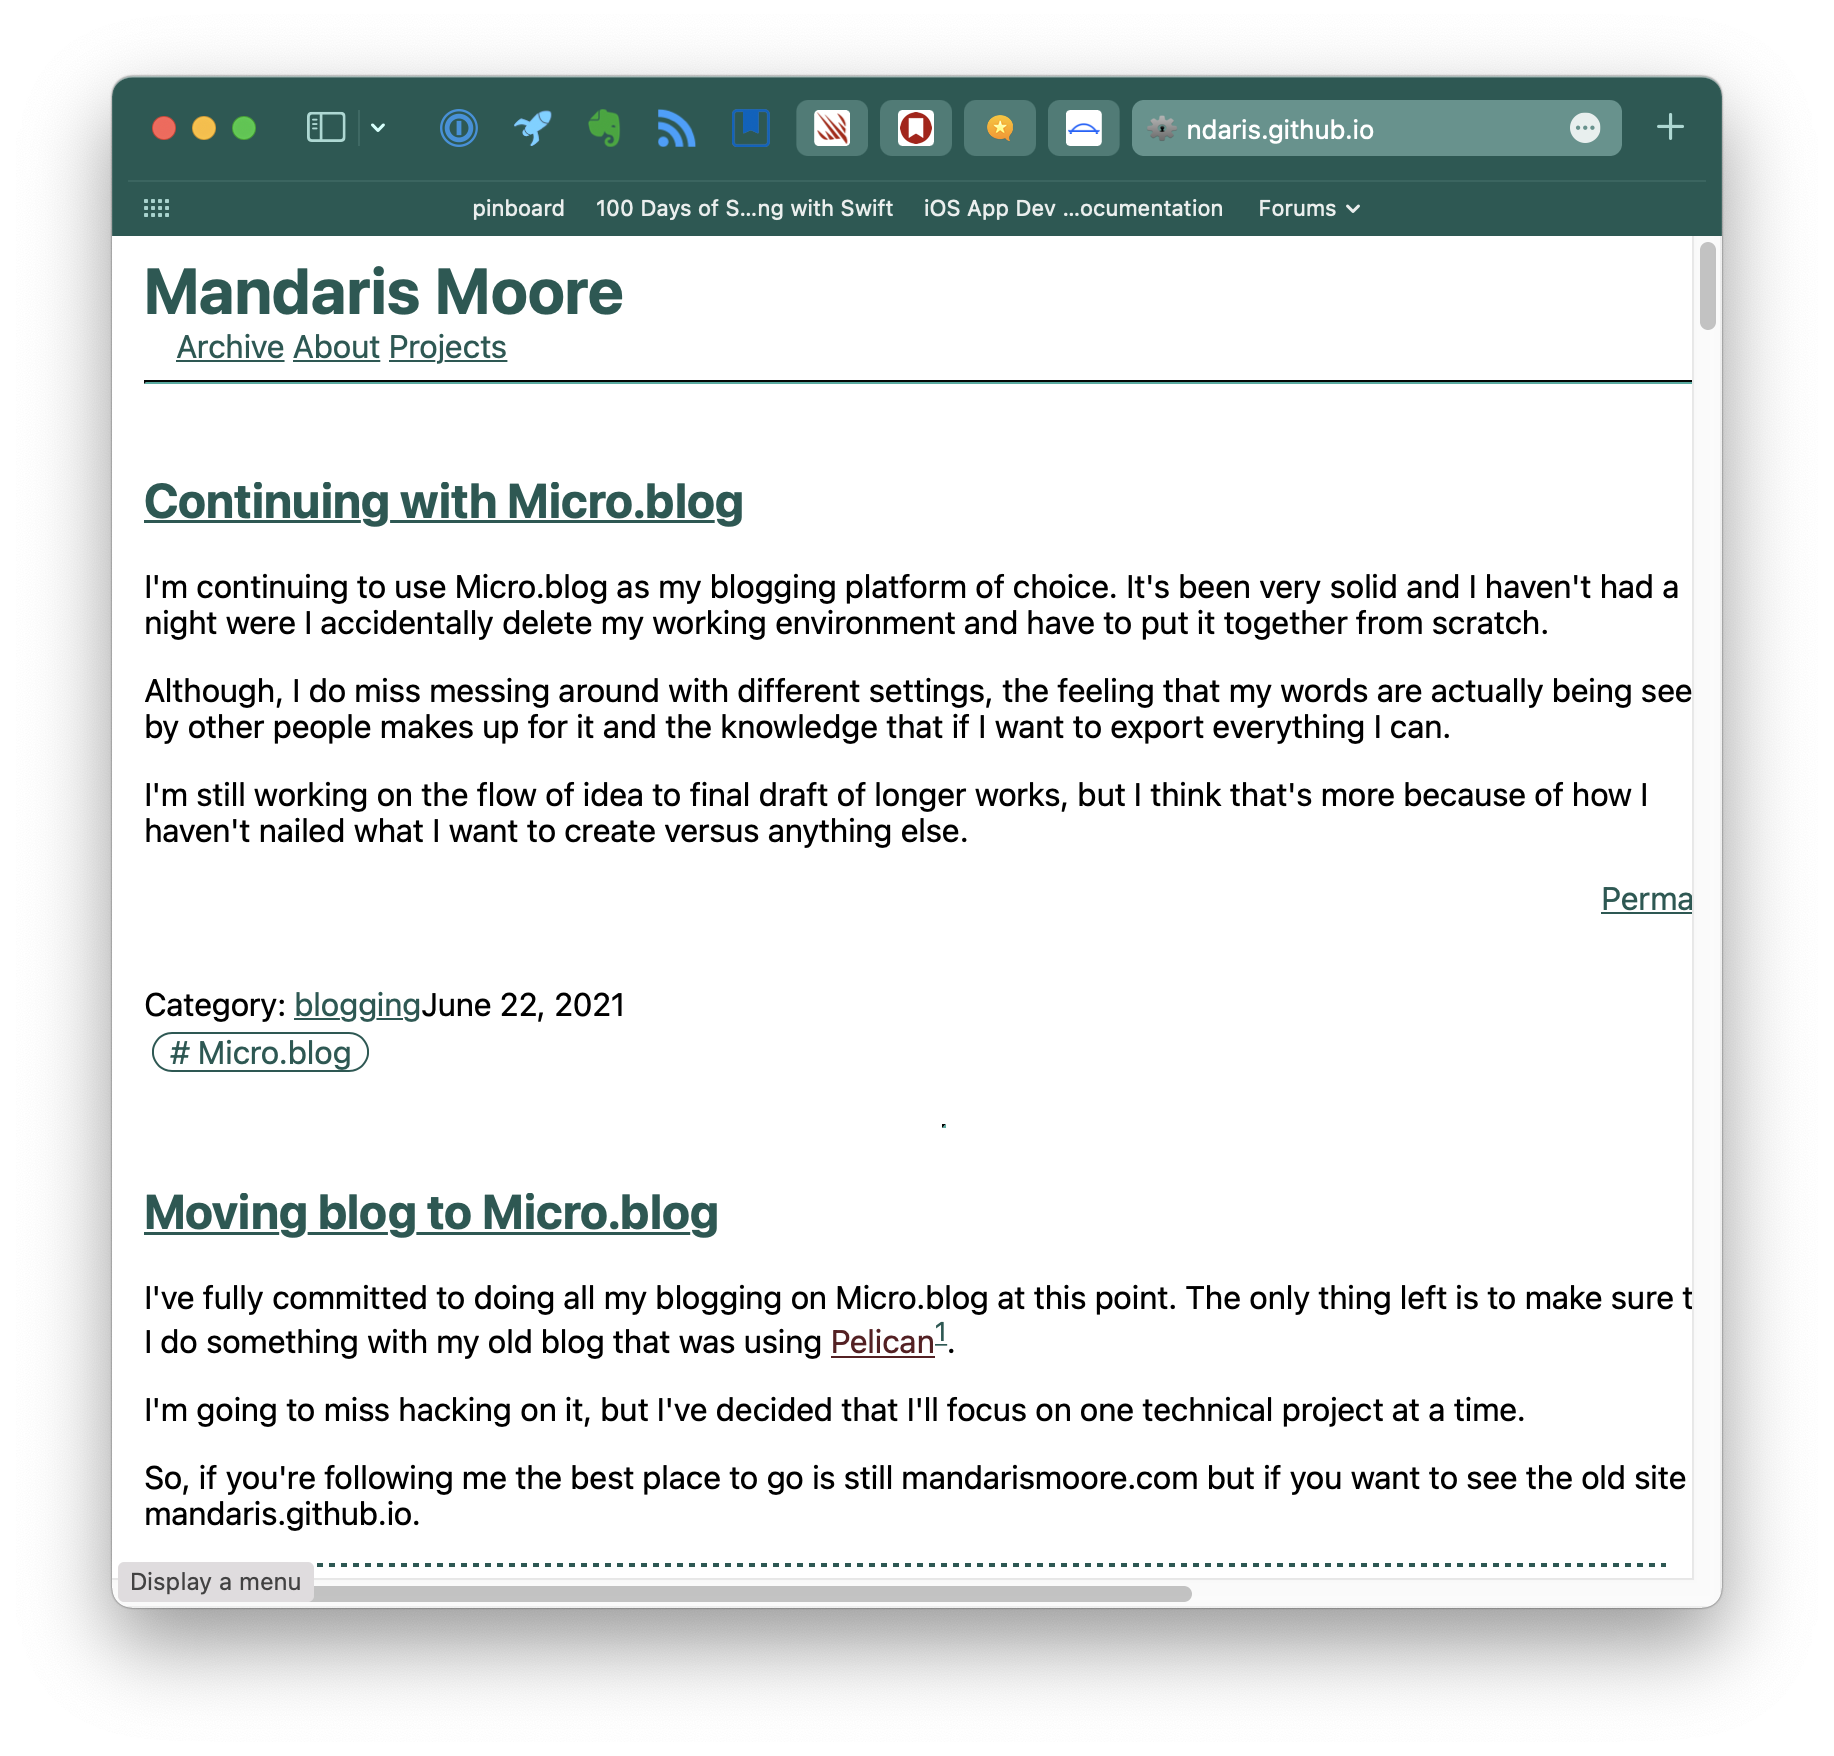 ndaris.github.io
pinboard 100 Days of S...ng with Swift iOS App Dev ...ocumentation Forums
Mandaris Moore
Archive About Projects
Continuing with Micro.blog
I'm continuing to use Micro.blog as my blogging platform of choice. It's been very solid and I haven't had a
night were I accidentally delete my working environment and have to put it together from scratch.
Although, I do miss messing around with different settings, the feeling that my words are actually being see
by other people makes up for it and the knowledge that if I want to export everything I can.
I'm still working on the flow of idea to final draft of longer works, but I think that's more because of how I
haven't nailed what I want to create versus anything else.
Perma
Category: bloggingJune 22, 2021
# Micro.blog
Moving blog to Micro.blog
I've fully committed to doing all my blogging on Micro.blog at this point. The only thing left is to make sure t
I do something with my old blog that was using Pelican1.
I'm going to miss hacking on it, but I've decided that I'll focus on one technical project at a time.
So, if you're following me the best place to go is still mandarismoore.com but if you want to see the old site
mandaris.github.io.
Display a menu